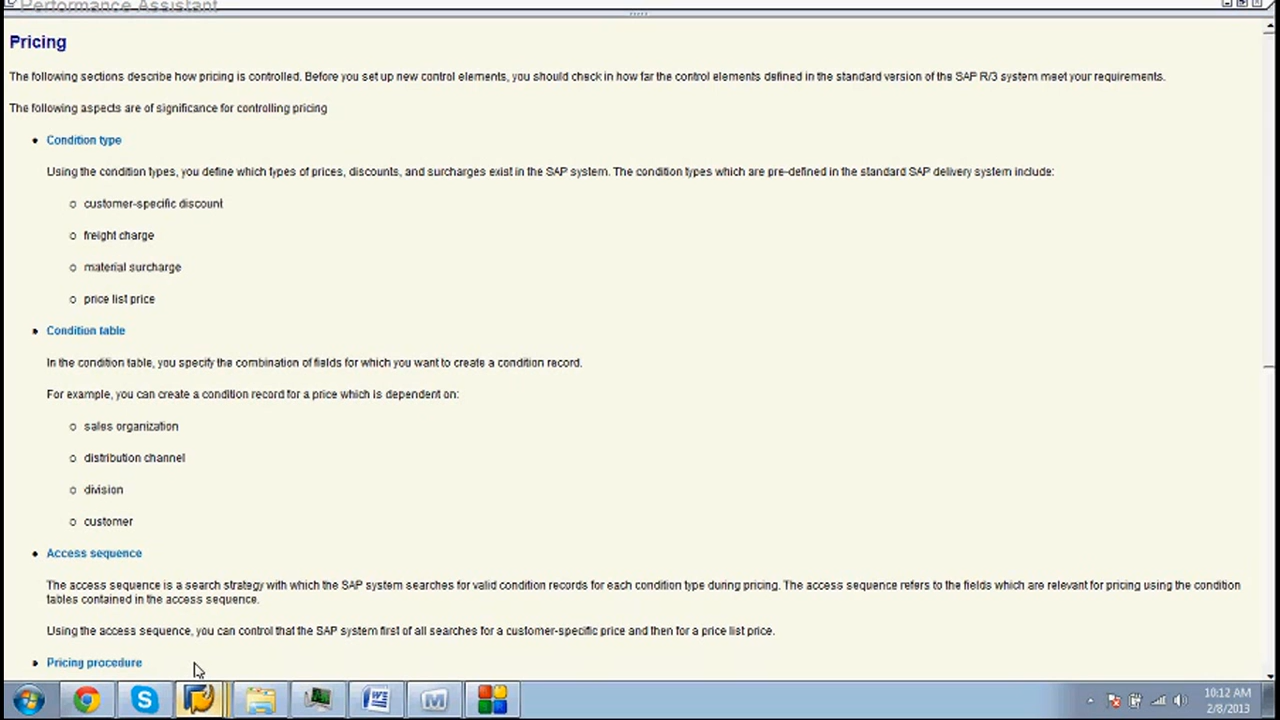 Performance Assistant
Pricing
The following sections describe how pricing is controlled. Before you set up new control elements, you should check in how far the control elements defined in the standard version of the SAP R/3 system meet your requirements.
The following aspects are of significance for controlling pricing
Condition type
Using the condition types, you define which types of prices, discounts, and surcharges exist in the SAP system. The condition types which are pre-defined in the standard SAP delivery system include:
customer-specific discount
freight charge
material surcharge
price list price
Condition table
In the condition table, you specify the combination of fields for which you want to create a condition record.
For example, you can create a condition record for a price which is dependent on:
sales organization
distribution channel
division
customer
Access sequence
The access sequence is a search strategy with which the SAP system searches for valid condition records for each condition type during pricing. The access sequence refers to the fields which are relevant for pricing using the condition
tables contained in the access sequence.
Using the access sequence, you can control that the SAP system first of all searches for a customer-specific price and then for a price list price.
Pricing procedure
10:12 AM
2/8/2013